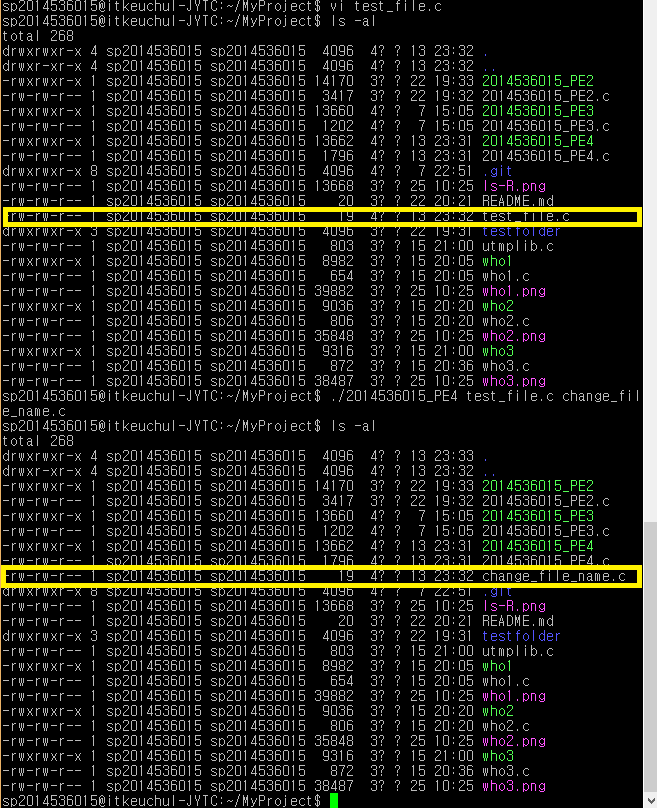 sp2014536015@itkeuchul-JYTC:~/MyProject$ vi test_file.c
sp2014536015@itkeuchul-JYTC:~/MyProject$ ls -al
total 268
drwxrwxr-x 4 sp2014536015 sp2014536015  4096  4? ? 13 23:32 .
drwxr-xr-x 4 sp2014536015 sp2014536015  4096  4? ? 13 23:32 ..
-rwxrwxr-x 1 sp2014536015 sp2014536015 14170  3? ? 22 19:33 2014536015_PE2
-rw-rw-r-- 1 sp2014536015 sp2014536015  3417  3? ? 22 19:32 2014536015_PE2.c
-rwxrwxr-x 1 sp2014536015 sp2014536015 13660  4? ?  7 15:05 2014536015_PE3
-rw-rw-r-- 1 sp2014536015 sp2014536015  1202  4? ?  7 15:05 2014536015_PE3.c
-rwxrwxr-x 1 sp2014536015 sp2014536015 13662  4? ? 13 23:31 2014536015_PE4
-rw-rw-r-- 1 sp2014536015 sp2014536015  1796  4? ? 13 23:31 2014536015_PE4.c
drwxrwxr-x 8 sp2014536015 sp2014536015  4096  4? ?  7 22:51 .git
-rw-rw-r-- 1 sp2014536015 sp2014536015 13668  3? ? 25 10:25 ls-R.png
-rw-rw-r-- 1 sp2014536015 sp2014536015    20  3? ? 22 20:21 README.md
-rw-rw-r-- 1 sp2014536015 sp2014536015    19  4? ? 13 23:32 test_file.c
drwxrwxr-x 3 sp2014536015 sp2014536015  4096  3? ? 22 19:31 testfolder
-rw-rw-r-- 1 sp2014536015 sp2014536015   803  3? ? 15 21:00 utmplib.c
-rwxrwxr-x 1 sp2014536015 sp2014536015  8982  3? ? 15 20:05 who1
-rw-rw-r-- 1 sp2014536015 sp2014536015   654  3? ? 15 20:05 who1.c
-rw-rw-r-- 1 sp2014536015 sp2014536015 39882  3? ? 25 10:25 who1.png
-rwxrwxr-x 1 sp2014536015 sp2014536015  9036  3? ? 15 20:20 who2
-rw-rw-r-- 1 sp2014536015 sp2014536015   806  3? ? 15 20:20 who2.c
-rw-rw-r-- 1 sp2014536015 sp2014536015 35848  3? ? 25 10:25 who2.png
-rwxrwxr-x 1 sp2014536015 sp2014536015  9316  3? ? 15 21:00 who3
-rw-rw-r-- 1 sp2014536015 sp2014536015   872  3? ? 15 20:36 who3.c
-rw-rw-r-- 1 sp2014536015 sp2014536015 38487  3? ? 25 10:25 who3.png
sp2014536015@itkeuchul-JYTC:~/MyProject$ ./2014536015_PE4 test_file.c change_fil
e_name.c
sp2014536015@itkeuchul-JYTC:~/MyProject$ ls -al
total 268
drwxrwxr-x 4 sp2014536015 sp2014536015  4096  4? ? 13 23:33 .
drwxr-xr-x 4 sp2014536015 sp2014536015  4096  4? ? 13 23:32 ..
-rwxrwxr-x 1 sp2014536015 sp2014536015 14170  3? ? 22 19:33 2014536015_PE2
-rw-rw-r-- 1 sp2014536015 sp2014536015  3417  3? ? 22 19:32 2014536015_PE2.c
-rwxrwxr-x 1 sp2014536015 sp2014536015 13660  4? ?  7 15:05 2014536015_PE3
-rw-rw-r-- 1 sp2014536015 sp2014536015  1202  4? ?  7 15:05 2014536015_PE3.c
-rwxrwxr-x 1 sp2014536015 sp2014536015 13662  4? ? 13 23:31 2014536015_PE4
-rw-rw-r-- 1 sp2014536015 sp2014536015  1796  4? ? 13 23:31 2014536015_PE4.c
-rw-rw-r-- 1 sp2014536015 sp2014536015    19  4? ? 13 23:32 change_file_name.c
drwxrwxr-x 8 sp2014536015 sp2014536015  4096  4? ?  7 22:51 .git
-rw-rw-r-- 1 sp2014536015 sp2014536015 13668  3? ? 25 10:25 ls-R.png
-rw-rw-r-- 1 sp2014536015 sp2014536015    20  3? ? 22 20:21 README.md
drwxrwxr-x 3 sp2014536015 sp2014536015  4096  3? ? 22 19:31 testfolder
-rw-rw-r-- 1 sp2014536015 sp2014536015   803  3? ? 15 21:00 utmplib.c
-rwxrwxr-x 1 sp2014536015 sp2014536015  8982  3? ? 15 20:05 who1
-rw-rw-r-- 1 sp2014536015 sp2014536015   654  3? ? 15 20:05 who1.c
-rw-rw-r-- 1 sp2014536015 sp2014536015 39882  3? ? 25 10:25 who1.png
-rwxrwxr-x 1 sp2014536015 sp2014536015  9036  3? ? 15 20:20 who2
-rw-rw-r-- 1 sp2014536015 sp2014536015   806  3? ? 15 20:20 who2.c
-rw-rw-r-- 1 sp2014536015 sp2014536015 35848  3? ? 25 10:25 who2.png
-rwxrwxr-x 1 sp2014536015 sp2014536015  9316  3? ? 15 21:00 who3
-rw-rw-r-- 1 sp2014536015 sp2014536015   872  3? ? 15 20:36 who3.c
-rw-rw-r-- 1 sp2014536015 sp2014536015 38487  3? ? 25 10:25 who3.png
sp2014536015@itkeuchul-JYTC:~/MyProject$